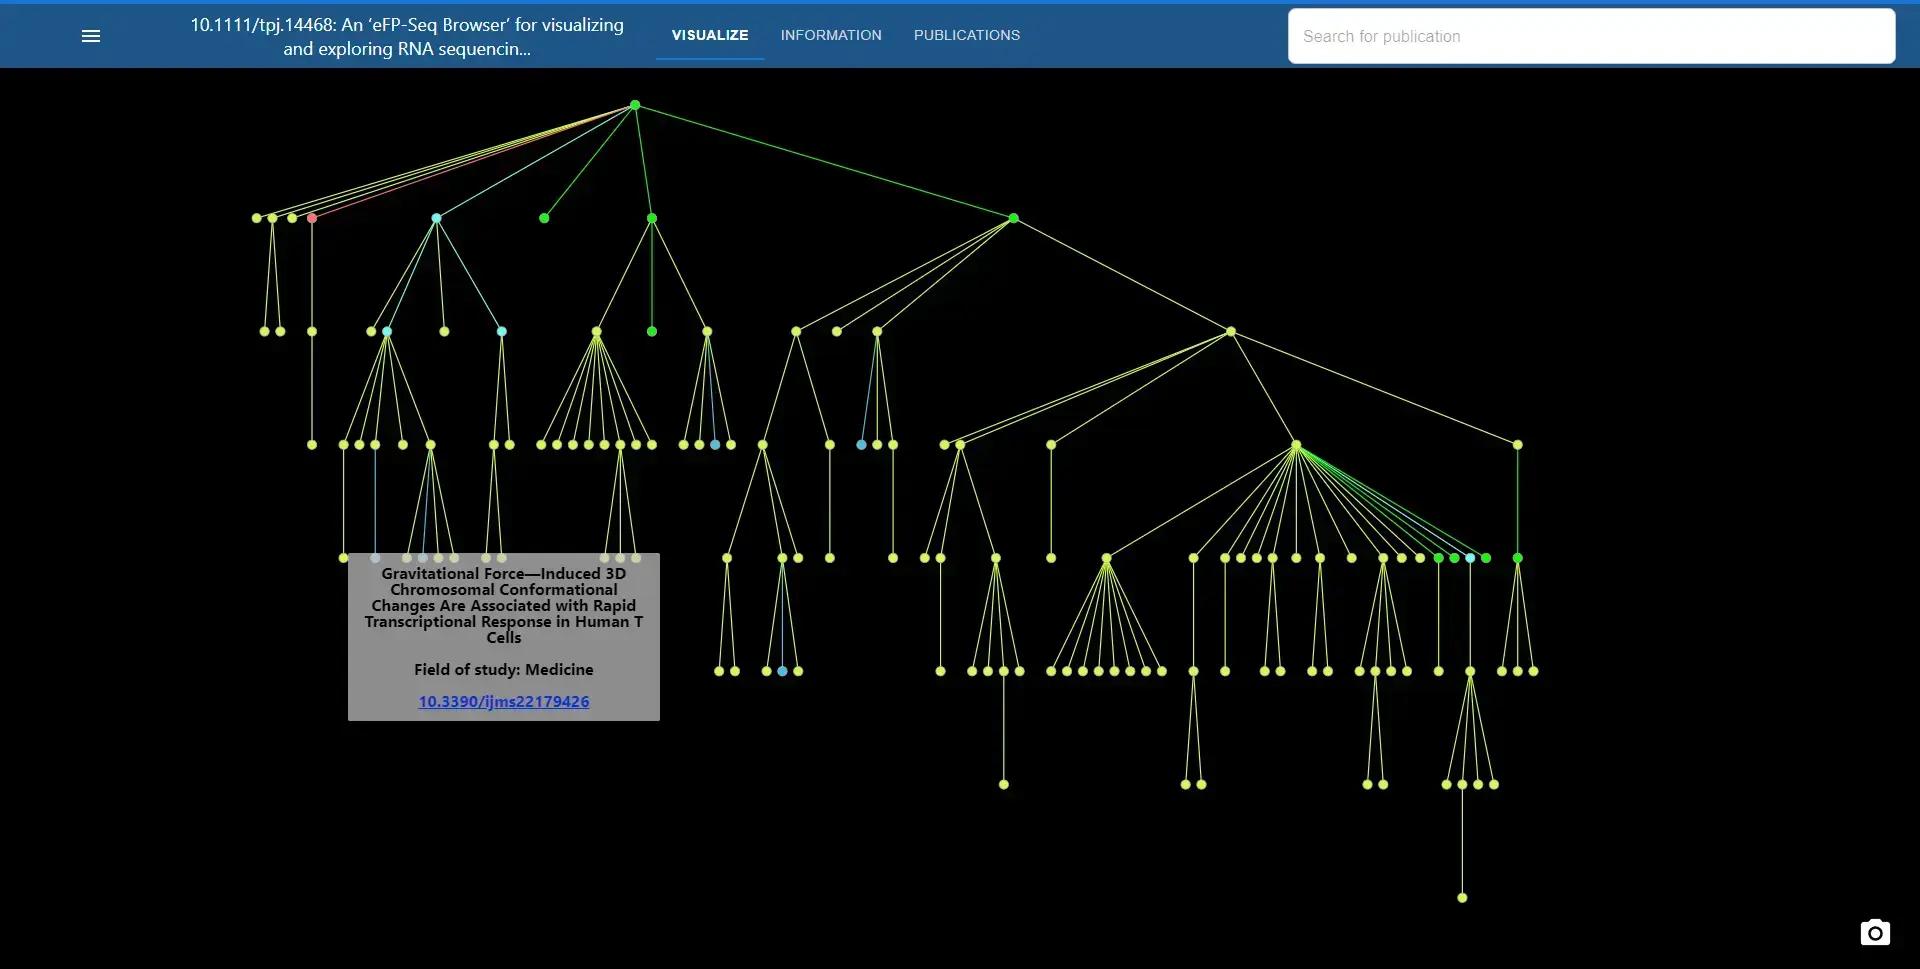 10.1111/tpj.14468: An ‘eFP-Seq Browser’ for visualizing
and exploring RNA sequencin...
VISUALIZE
INFORMATION
PUBLICATIONS
Search for publication
Gravitational Force—Induced 3D
Chromosomal Conformational
Changes Are Associated with Rapid
Transcriptional Response in Human T
Cells
Field of study: Medicine
10.3390/ijms22179426